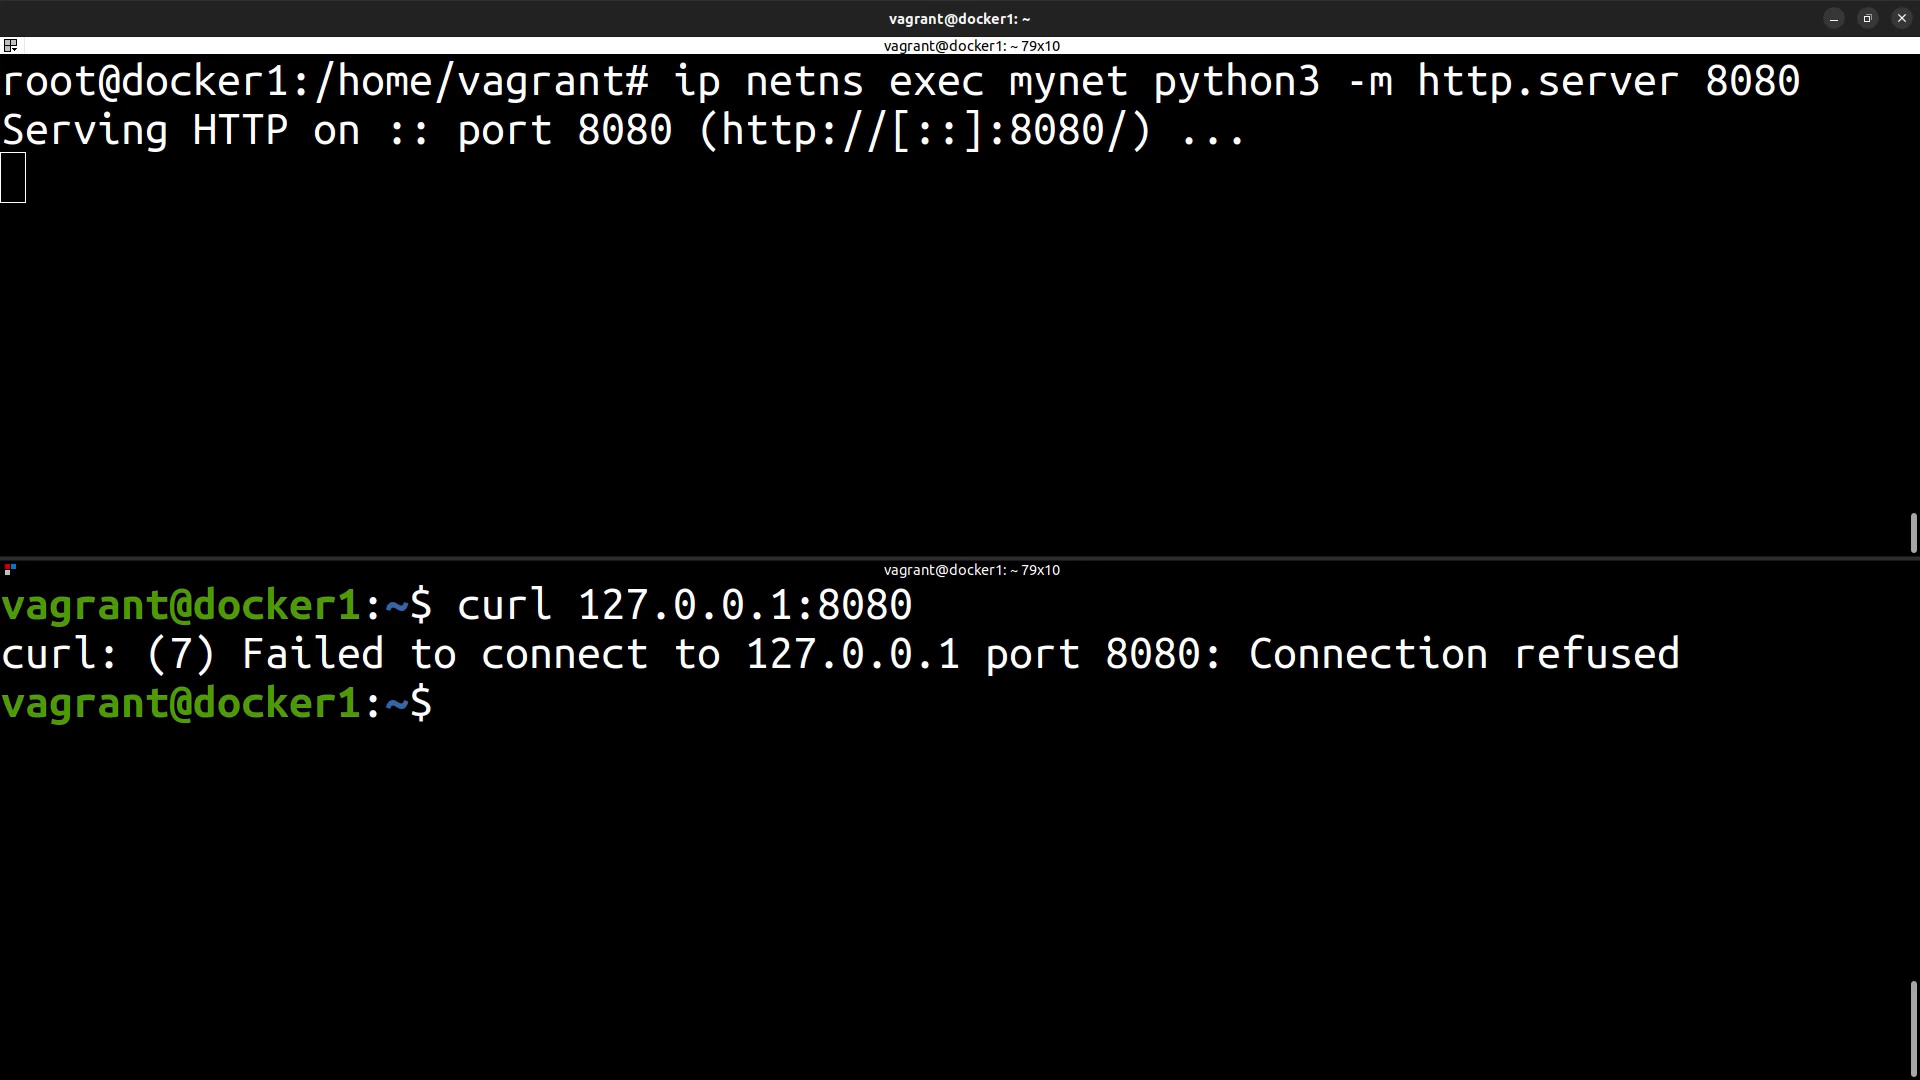 vagrant@docker1: ~
vagrant@docker1: ~ 79x10
root@docker1:/home/vagrant# ip netns exec mynet python3 -m http.server 8080
Serving HTTP on :: port 8080 (http://[::]:8080/) ...
vagrant@docker1: ~ 79x10
vagrant@docker1:~$ curl 127.0.0.1:8080
curl: (7) Failed to connect to 127.0.0.1 port 8080: Connection refused
vagrant@docker1:~$